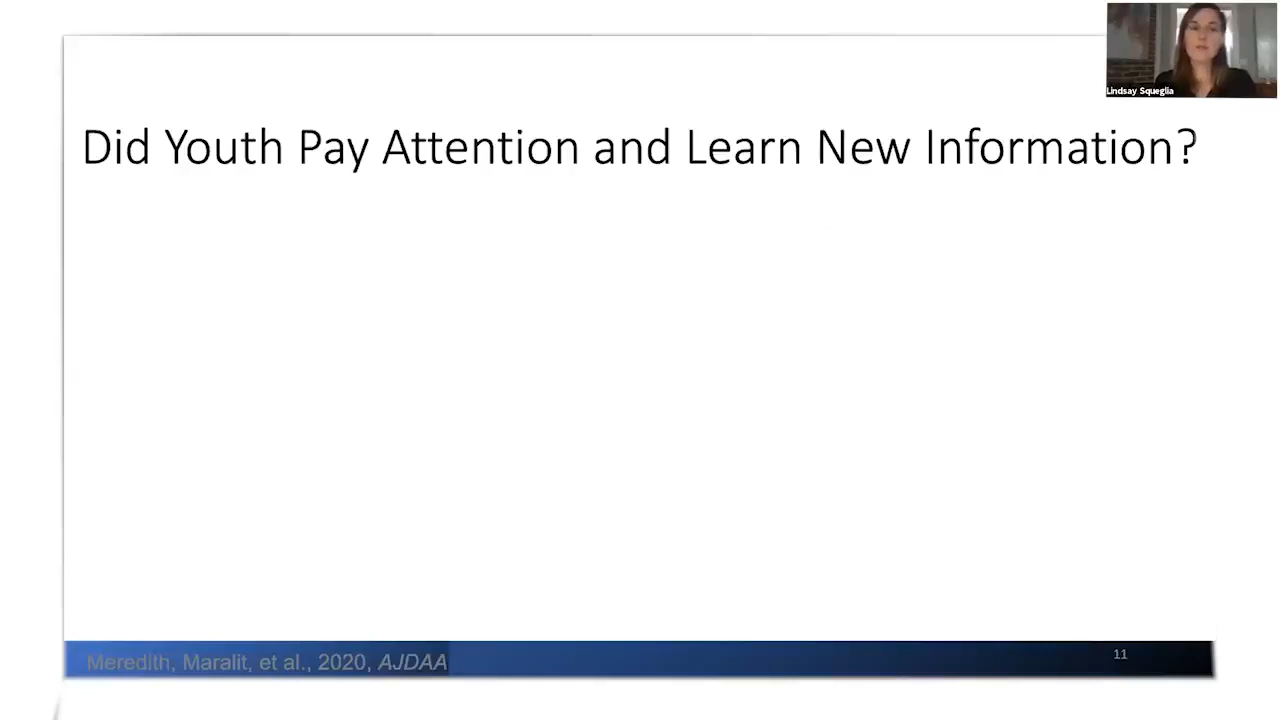 Lindsay Squeglia
Did Youth Pay Attention and Learn New Information?
Meredith, Maralit, et al., 2020, AJDAA
11